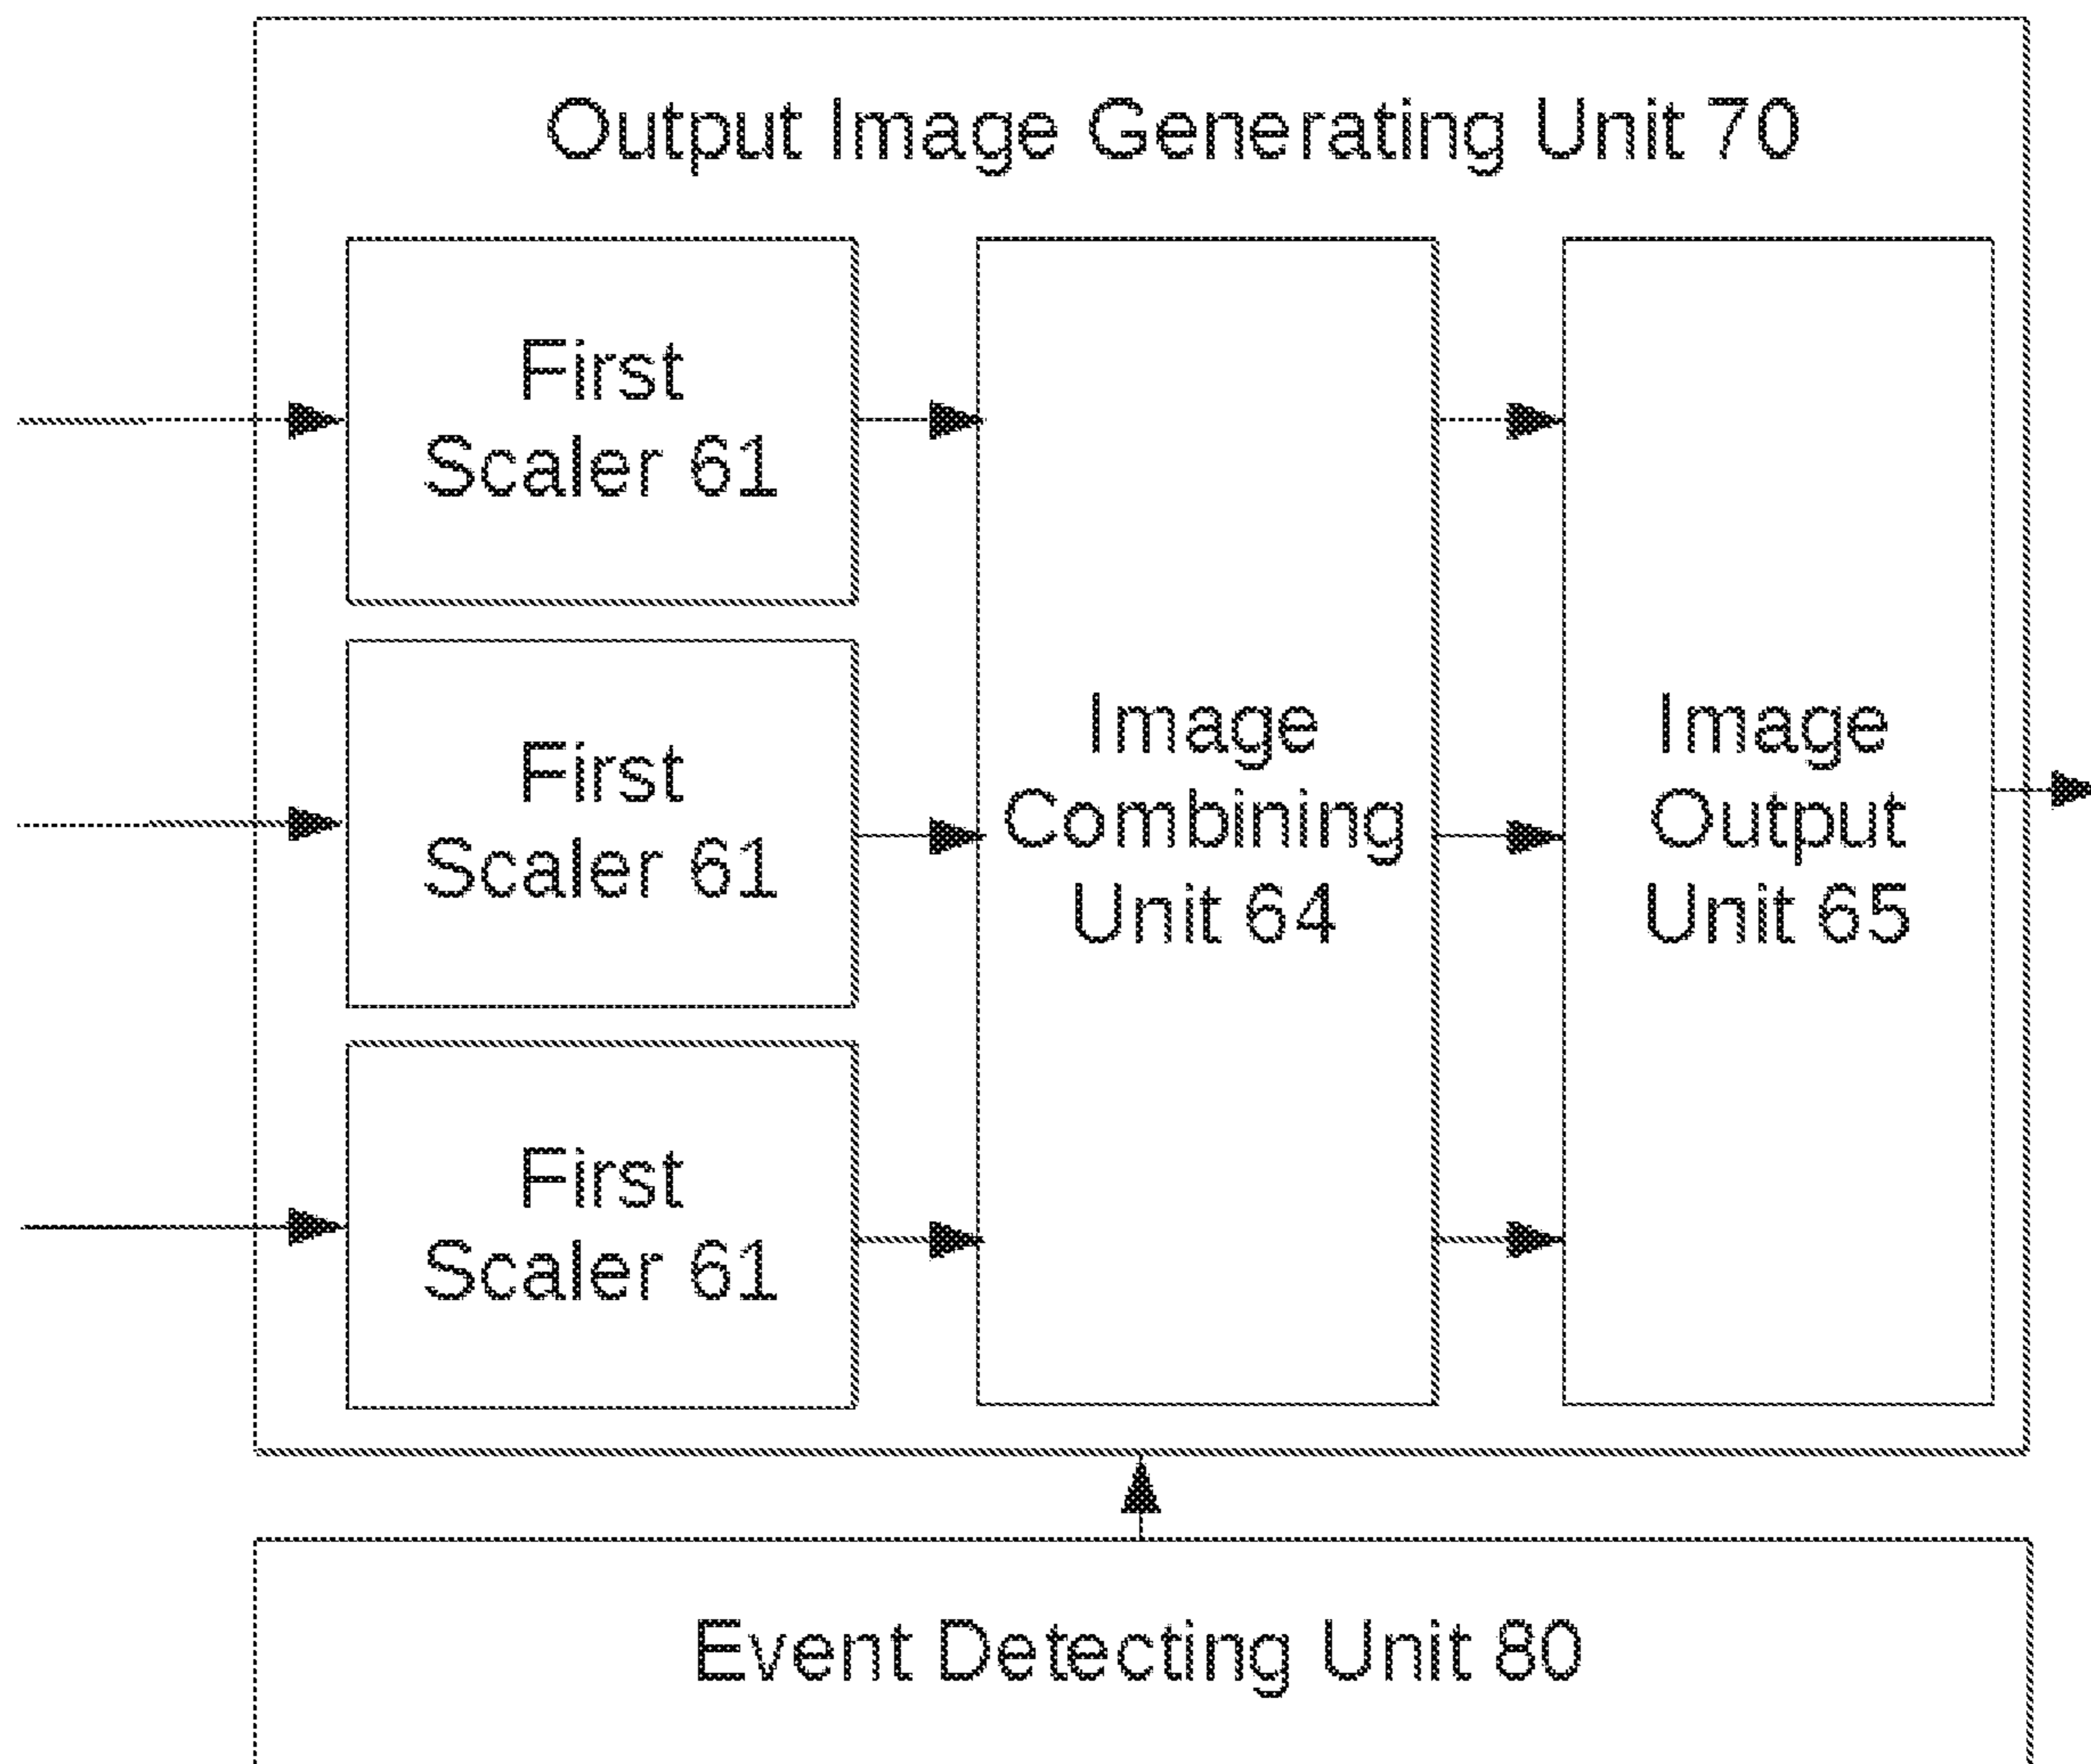 Output Image Generating Unit 70
First
Scaler 61
First
Scaler 61
First
Scaler 61
Image
Combining
Unit 64
Image
Output
Unit 65
Event Detecting Unit 80